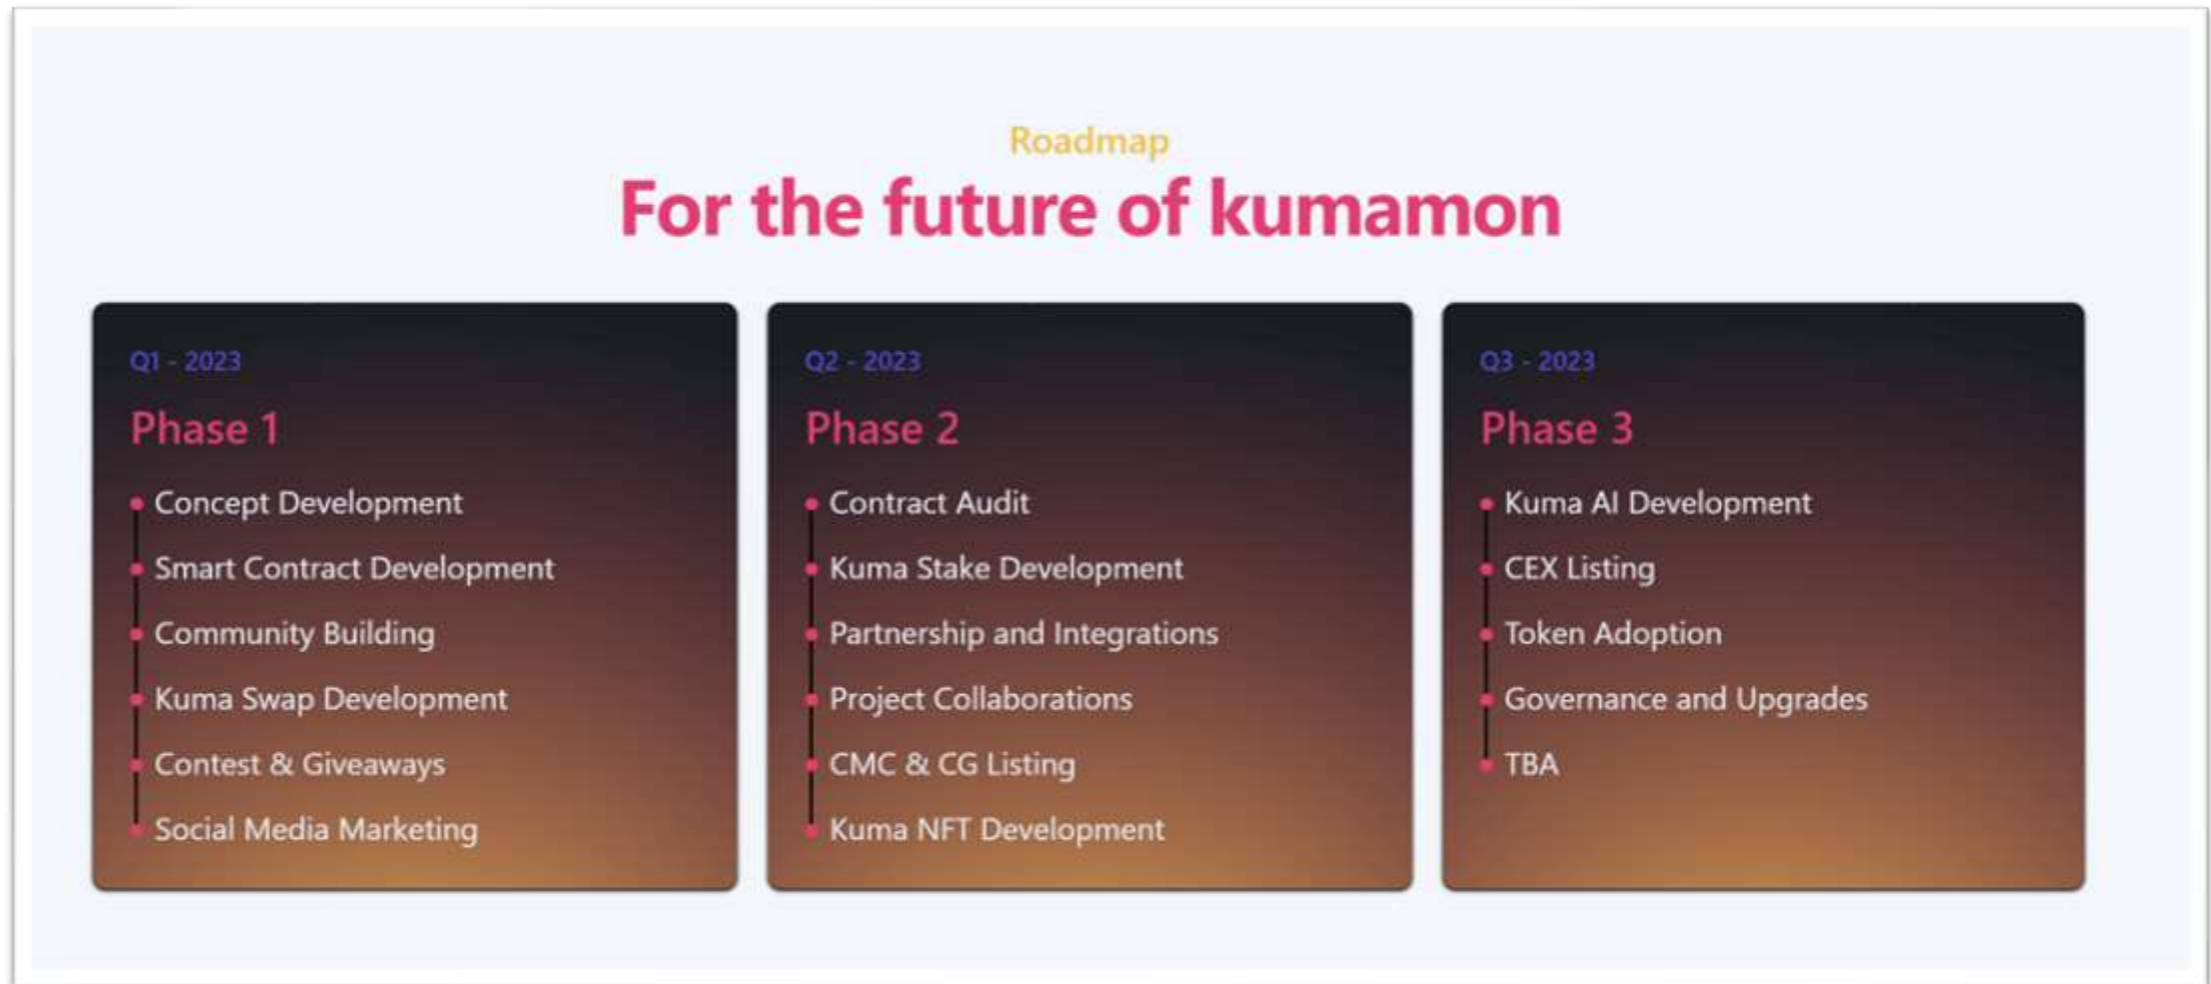 Roadmap
For the future of kumamon
Q1 - 2023
Phase 1
Concept Development
Smart Contract Development
Community Building
Kuma Swap Development
Contest & Giveaways
Social Media Marketing
Q2 - 2023
Phase 2
Contract Audit
Kuma Stake Development
Partnership and Integrations
Project Collaborations
CMC & CG Listing
Kuma NFT Development
Q3 - 2023
Phase 3
Kuma AI Development
CEX Listing
Token Adoption
Governance and Upgrades
TBA